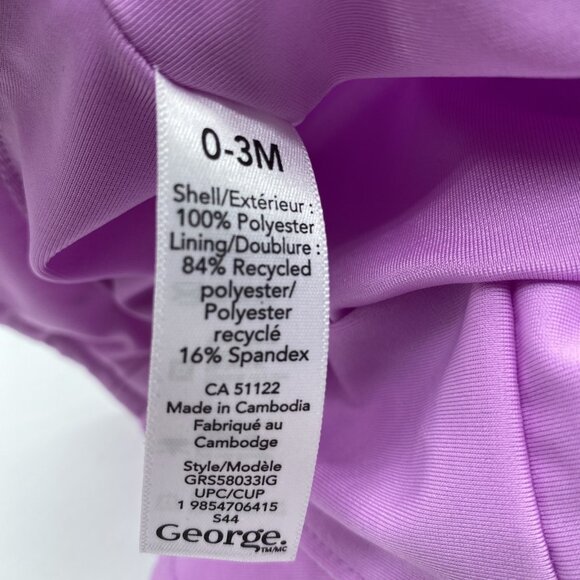 0-3M
Shell/Extérieur :
100% Polyester
Lining/Doublure :
84% Recycled
polyester/
Polyester
recyclé
16% Spandex
CA 51122
Made in Cambodia
Fabriqué au
Cambodge
Style/Modèle
GRS58033IG
UPC/CUP
1 9854706415
S44
George.
TM/MC